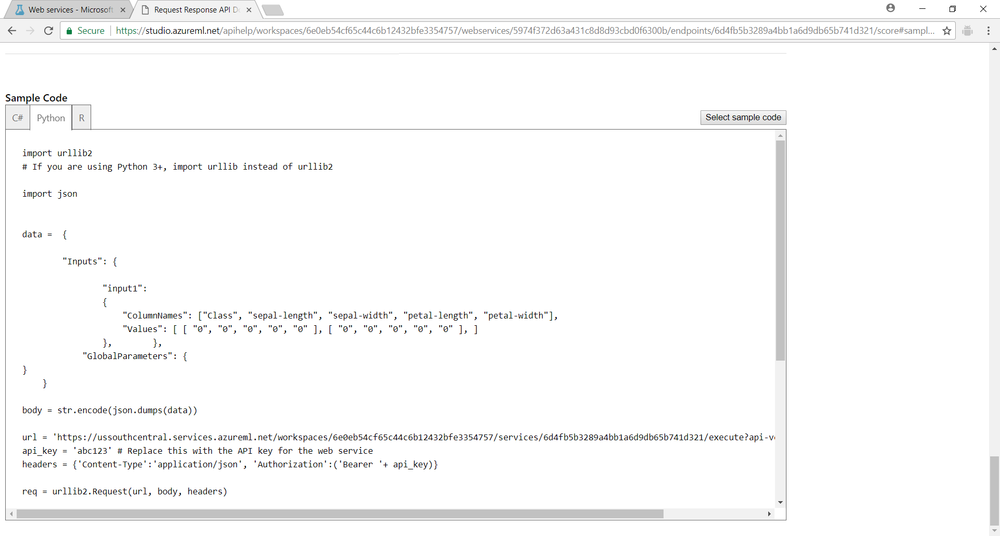 Web services - Microsoft
Request Response API Do
Secure
https://studio.azureml.net/apihelp/workspaces/6e0eb54cf65c44c6b12432bfe3354757/webservices/5974f372d63a431c8d8d93cbd0f6300b/endpoints/6d4fb5b3289a4bb1a6d9db65b741d321/score#sampl...
Sample Code
C#
Python
R
Select sample code
import urllib2
# If you are using Python 3+, import urllib instead of urllib2
import json
data =  {
        "Inputs": {
                "input1":
                {
                    "ColumnNames": ["Class", "sepal-length", "sepal-width", "petal-length", "petal-width"],
                    "Values": [ [ "0", "0", "0", "0", "0" ], [ "0", "0", "0", "0", "0" ], ]
                },        },
            "GlobalParameters": {
}
    }
body = str.encode(json.dumps(data))
url = 'https://ussouthcentral.services.azureml.net/workspaces/6e0eb54cf65c44c6b12432bfe3354757/services/6d4fb5b3289a4bb1a6d9db65b741d321/execute?api-v
api_key = 'abc123' # Replace this with the API key for the web service
headers = {'Content-Type':'application/json', 'Authorization':('Bearer '+ api_key)}
req = urllib2.Request(url, body, headers)